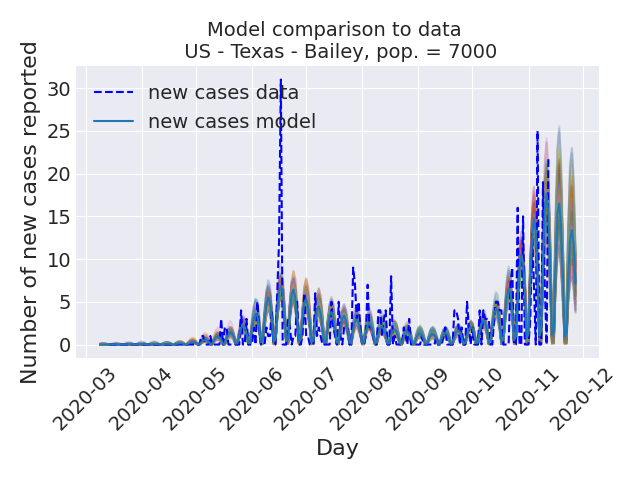 Model comparison to data
US - Texas - Bailey, pop. = 7000
Number of new cases reported
30
25
20
15
10
5
0
new cases data
new cases model
2020-03
2020-04
2020-05
2020-06
2020-07
2020-08
2020-09
2020-10
2020-11
2020-12
Day